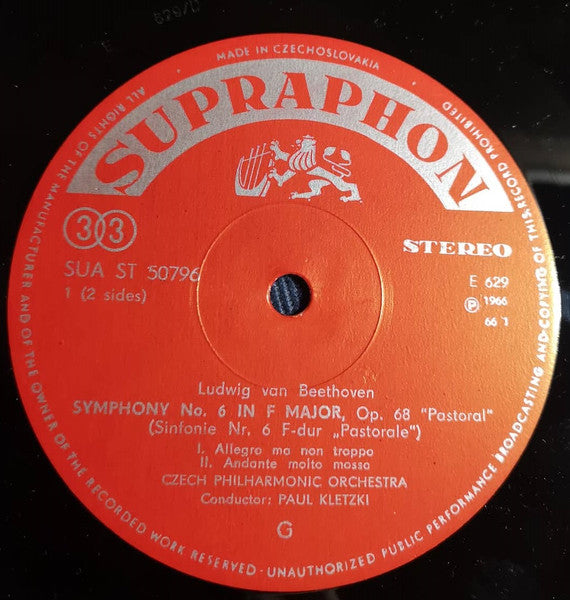 MADE IN CZECHOSLOVAKIA
ALL RIGHTS OF THE MANUFACTURER AND OF THE OWNER OF THE RECORDED WORK RESERVED - UNAUTHORIZED PUBLIC PERFORMANCE BROADCASTING AND COPYING OF THIS RECORD PROHIBITED
SUPRAPHON
33
STEREO
SUA ST 50796
E 629
1 (2 sides)
Ⓟ 1966
66 1
Ludwig van Beethoven
SYMPHONY No. 6 IN F MAJOR, Op. 68 "Pastoral"
(Sinfonie Nr. 6 F-dur „Pastorale")
I. Allegro ma non troppo
II. Andante molto mosso
CZECH PHILHARMONIC ORCHESTRA
Conductor: PAUL KLETZKI
G